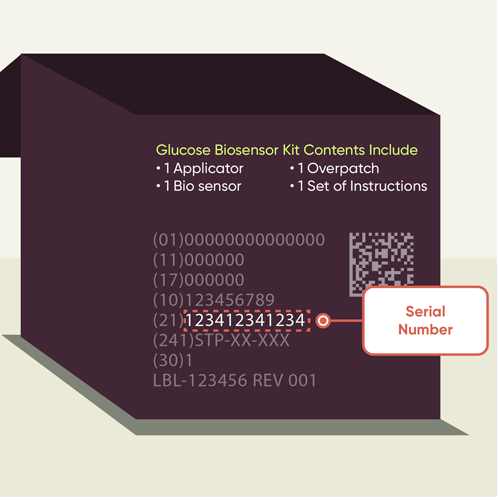 Glucose Biosensor Kit Contents Include
• 1 Applicator
• 1 Overpatch
• 1 Bio sensor
• 1 Set of Instructions
(01)00000000000000
(11)000000
(17)000000
(10)123456789
(21)123412341234
Serial
Number
(241)STP-XX-XXX
(30)1
LBL-123456 REV 001